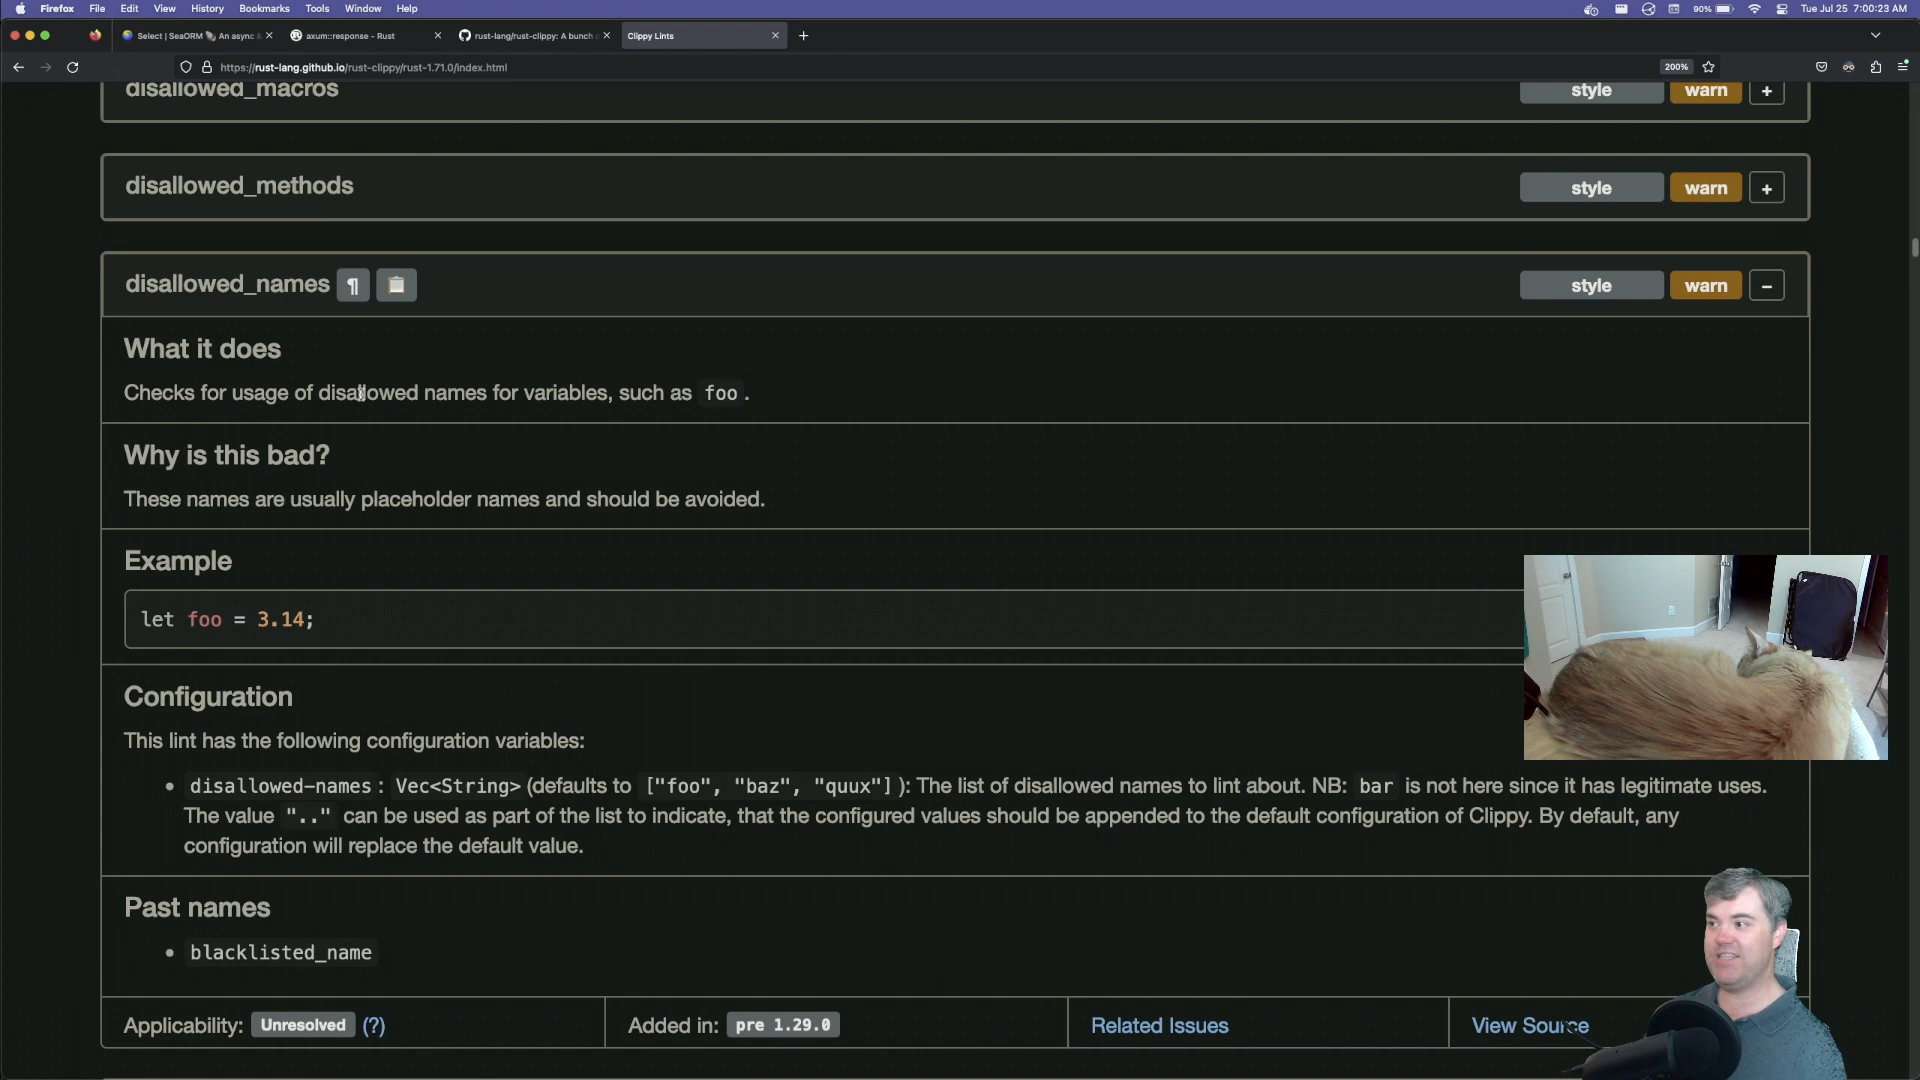 Firefox File Edit View History Bookmarks Tools Window Help 90% Tue Jul 25 7:00:23 AM
Select | SeaORM An async & axum::response - Rust rust-lang/rust-clippy: A bunch Clippy Lints
https://rust-lang.github.io/rust-clippy/rust-1.71.0/index.html 200%
disallowed_macros style warn +
disallowed_methods style warn +
disallowed_names ¶ style warn −
What it does
Checks for usage of disallowed names for variables, such as foo.
Why is this bad?
These names are usually placeholder names and should be avoided.
Example
let foo = 3.14;
Configuration
This lint has the following configuration variables:
• disallowed-names: Vec<String> (defaults to ["foo", "baz", "quux"]): The list of disallowed names to lint about. NB: bar is not here since it has legitimate uses.
The value ".." can be used as part of the list to indicate, that the configured values should be appended to the default configuration of Clippy. By default, any
configuration will replace the default value.
Past names
• blacklisted_name
Applicability: Unresolved (?) Added in: pre 1.29.0 Related Issues View Source